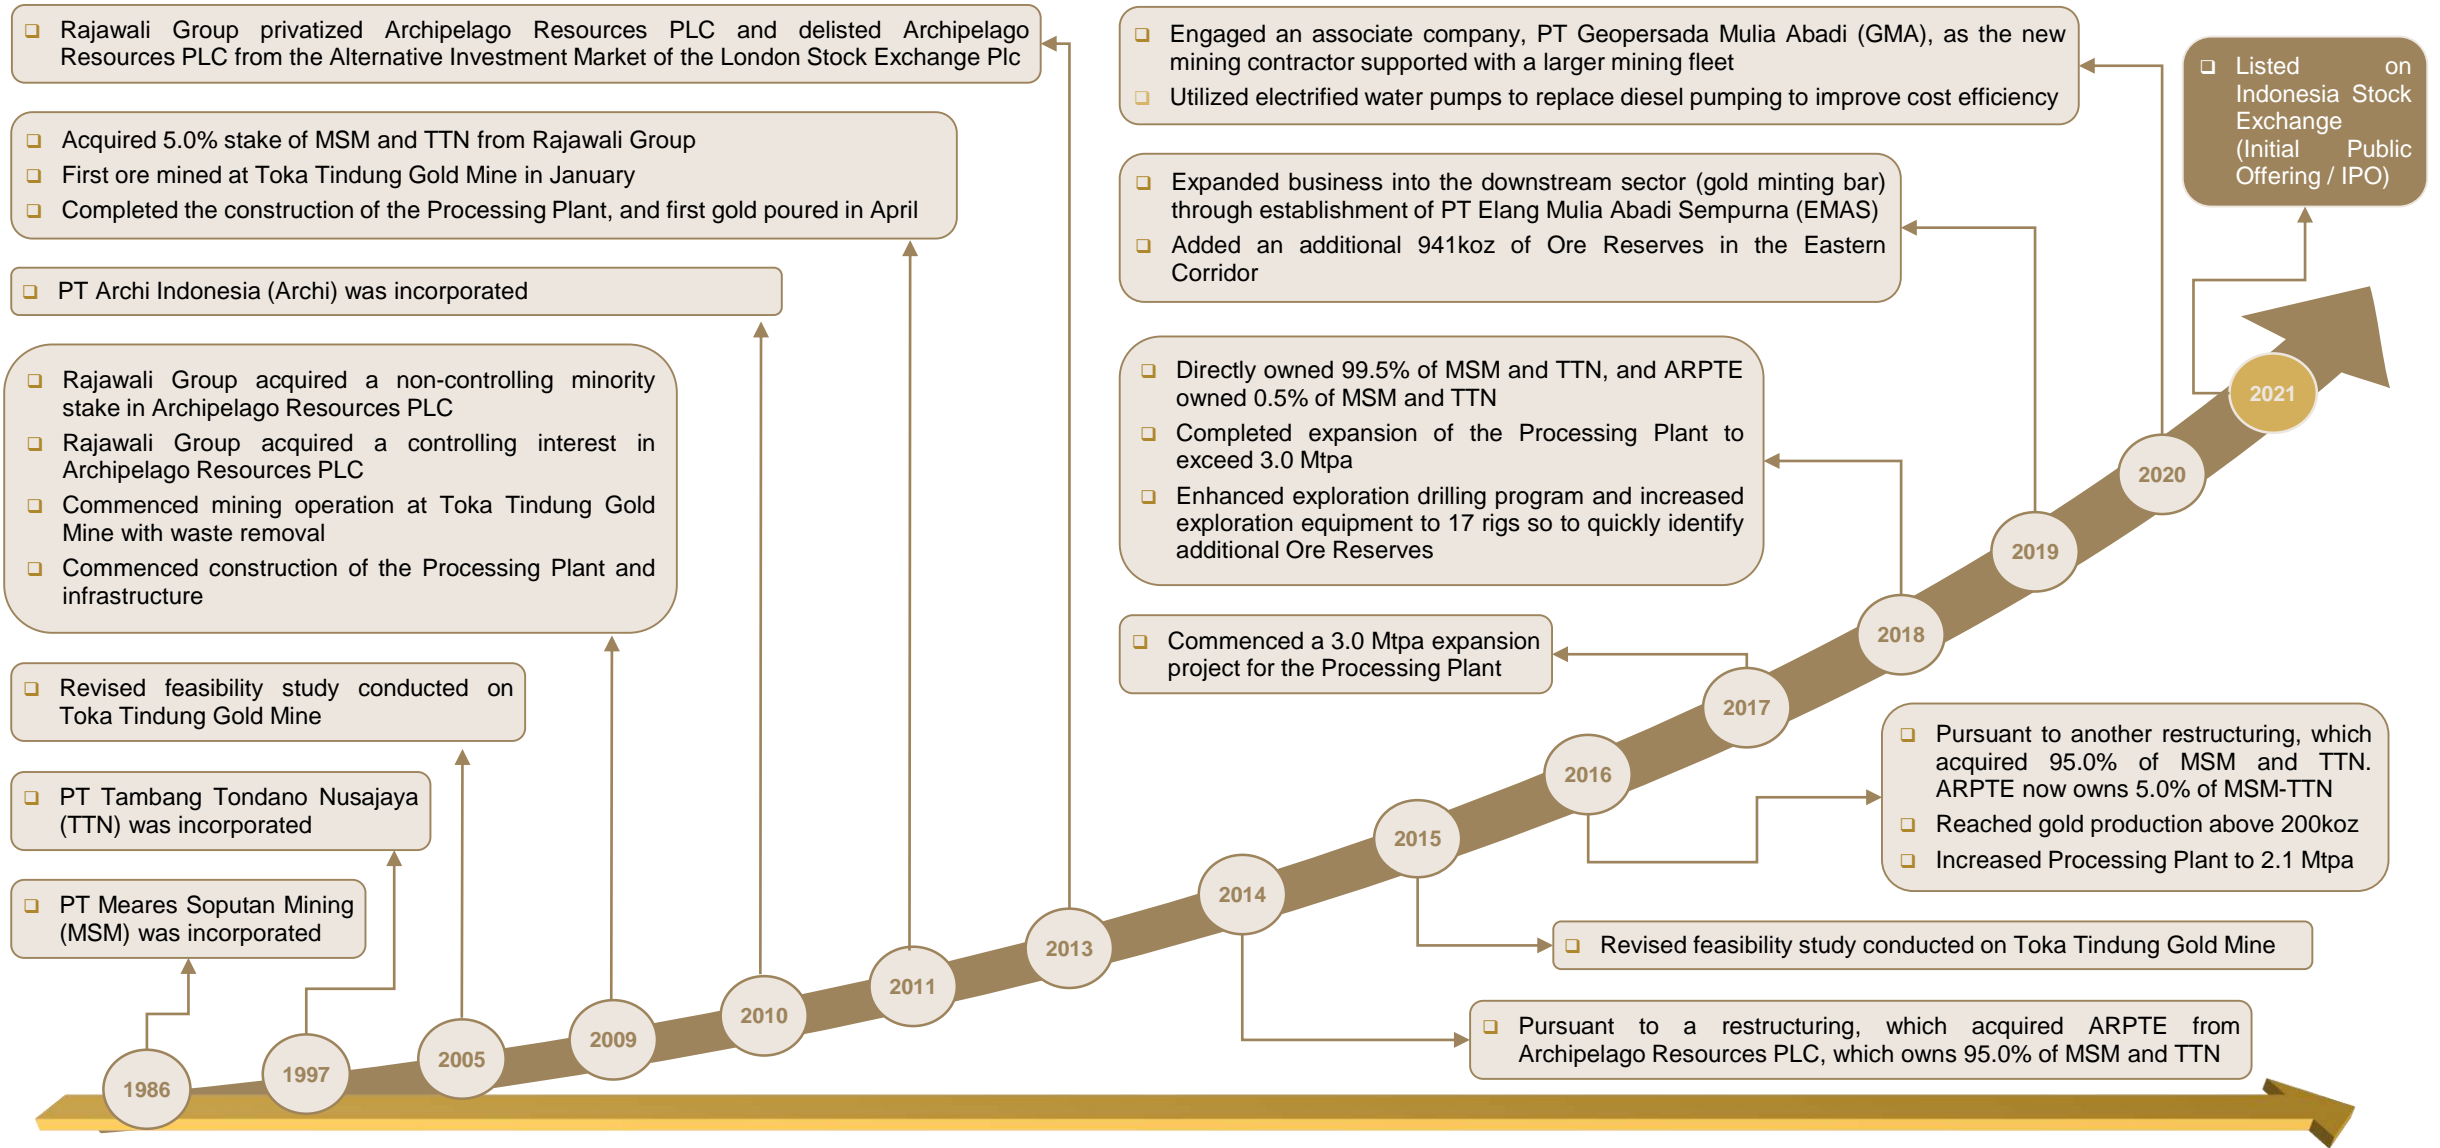 Rajawali Group privatized Archipelago Resources PLC and delisted Archipelago
Resources PLC from the Alternative Investment Market of the London Stock Exchange Plc
Acquired 5.0% stake of MSM and TTN from Rajawali Group
First ore mined at Toka Tindung Gold Mine in January
Completed the construction of the Processing Plant, and first gold poured in April
PT Archi Indonesia (Archi) was incorporated
Rajawali Group acquired a non-controlling minority
stake in Archipelago Resources PLC
Rajawali Group acquired a controlling interest in
Archipelago Resources PLC
Commenced mining operation at Toka Tindung Gold
Mine with waste removal
Commenced construction of the Processing Plant and
infrastructure
Revised feasibility study conducted on
Toka Tindung Gold Mine
PT Tambang Tondano Nusajaya
(TTN) was incorporated
PT Meares Soputan Mining
(MSM) was incorporated
Engaged an associate company, PT Geopersada Mulia Abadi (GMA), as the new
mining contractor supported with a larger mining fleet
Utilized electrified water pumps to replace diesel pumping to improve cost efficiency
Expanded business into the downstream sector (gold minting bar)
through establishment of PT Elang Mulia Abadi Sempurna (EMAS)
Added an additional 941koz of Ore Reserves in the Eastern
Corridor
Directly owned 99.5% of MSM and TTN, and ARPTE
owned 0.5% of MSM and TTN
Completed expansion of the Processing Plant to
exceed 3.0 Mtpa
Enhanced exploration drilling program and increased
exploration equipment to 17 rigs so to quickly identify
additional Ore Reserves
Commenced a 3.0 Mtpa expansion
project for the Processing Plant
Listed on
Indonesia Stock
Exchange
(Initial Public
Offering / IPO)
Pursuant to another restructuring, which
acquired 95.0% of MSM and TTN.
ARPTE now owns 5.0% of MSM-TTN
Reached gold production above 200koz
Increased Processing Plant to 2.1 Mtpa
Revised feasibility study conducted on Toka Tindung Gold Mine
Pursuant to a restructuring, which acquired ARPTE from
Archipelago Resources PLC, which owns 95.0% of MSM and TTN
1986
1997
2005
2009
2010
2011
2013
2014
2015
2016
2017
2018
2019
2020
2021